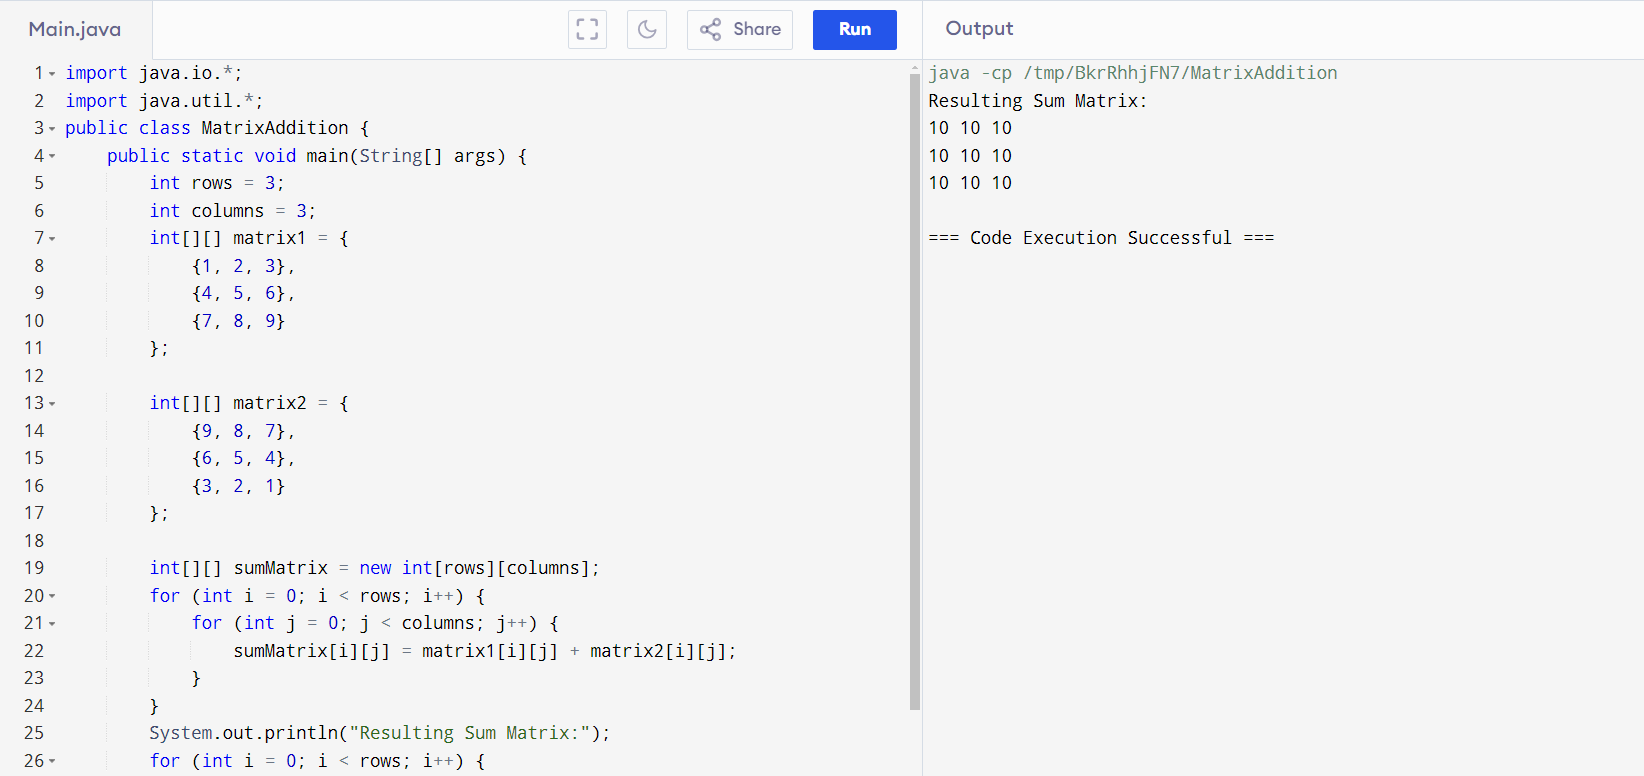 Main.java
Share
Run
Output
1 import java.io.*;
2 import java.util.*;
3 public class MatrixAddition {
4     public static void main(String[] args) {
5         int rows = 3;
6         int columns = 3;
7         int[][] matrix1 = {
8             {1, 2, 3},
9             {4, 5, 6},
10             {7, 8, 9}
11         };
12
13         int[][] matrix2 = {
14             {9, 8, 7},
15             {6, 5, 4},
16             {3, 2, 1}
17         };
18
19         int[][] sumMatrix = new int[rows][columns];
20         for (int i = 0; i < rows; i++) {
21             for (int j = 0; j < columns; j++) {
22                 sumMatrix[i][j] = matrix1[i][j] + matrix2[i][j];
23             }
24         }
25         System.out.println("Resulting Sum Matrix:");
26         for (int i = 0; i < rows; i++) {
java -cp /tmp/BkrRhhjFN7/MatrixAddition
Resulting Sum Matrix:
10 10 10
10 10 10
10 10 10
=== Code Execution Successful ===